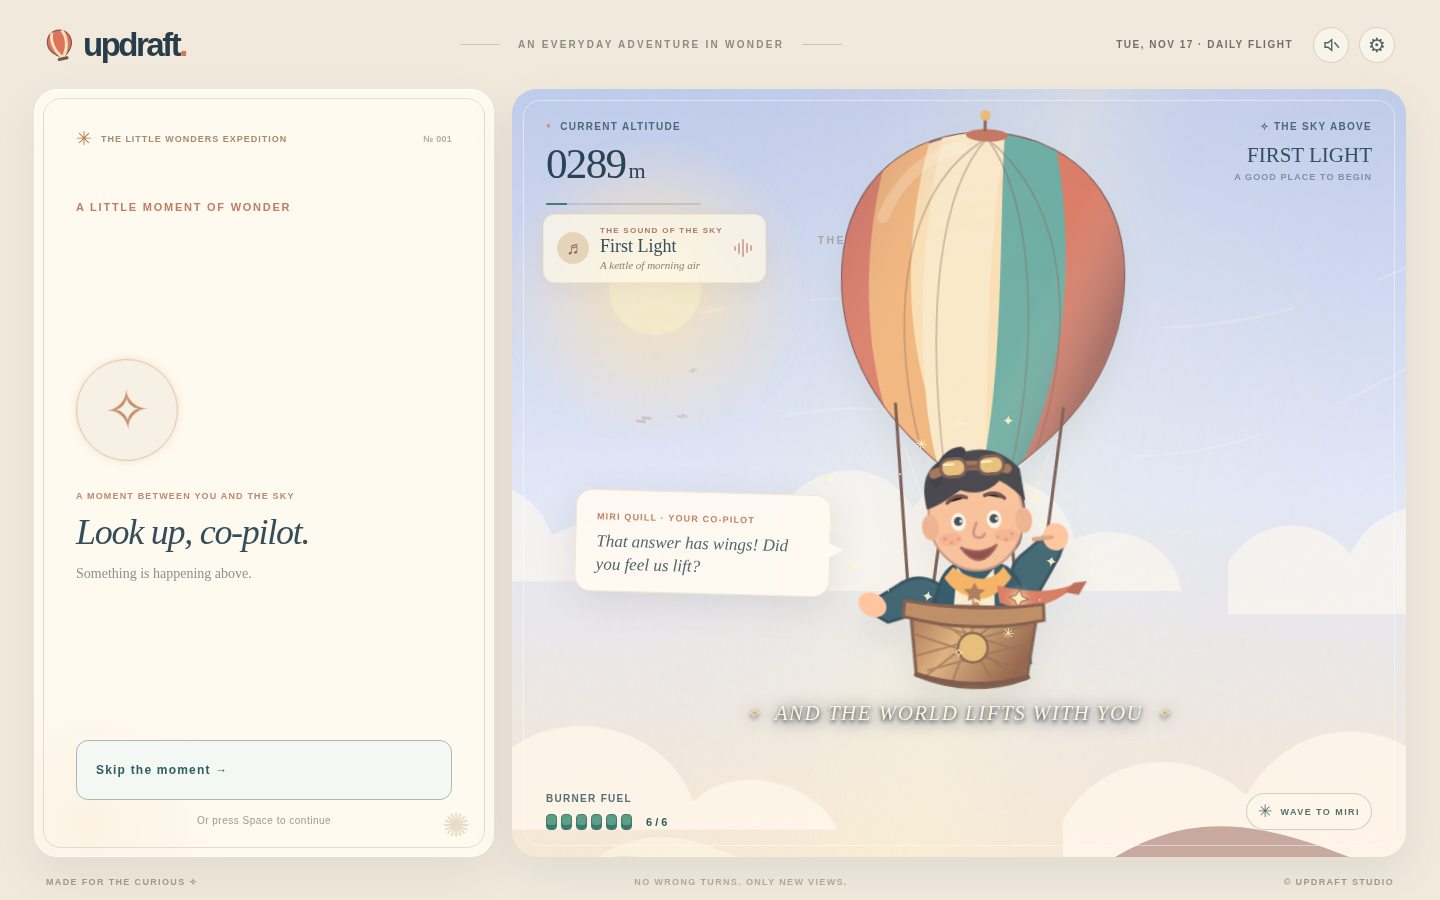 updraft.
AN EVERYDAY ADVENTURE IN WONDER
TUE, NOV 17 · DAILY FLIGHT
THE LITTLE WONDERS EXPEDITION
№ 001
A LITTLE MOMENT OF WONDER
A MOMENT BETWEEN YOU AND THE SKY
Look up, co-pilot.
Something is happening above.
Skip the moment →
Or press Space to continue
CURRENT ALTITUDE
0289 m
THE SOUND OF THE SKY
First Light
A kettle of morning air
THE
THE SKY ABOVE
FIRST LIGHT
A GOOD PLACE TO BEGIN
MIRI QUILL · YOUR CO-PILOT
That answer has wings! Did
you feel us lift?
AND THE WORLD LIFTS WITH YOU
BURNER FUEL
6 / 6
WAVE TO MIRI
MADE FOR THE CURIOUS
NO WRONG TURNS. ONLY NEW VIEWS.
© UPDRAFT STUDIO